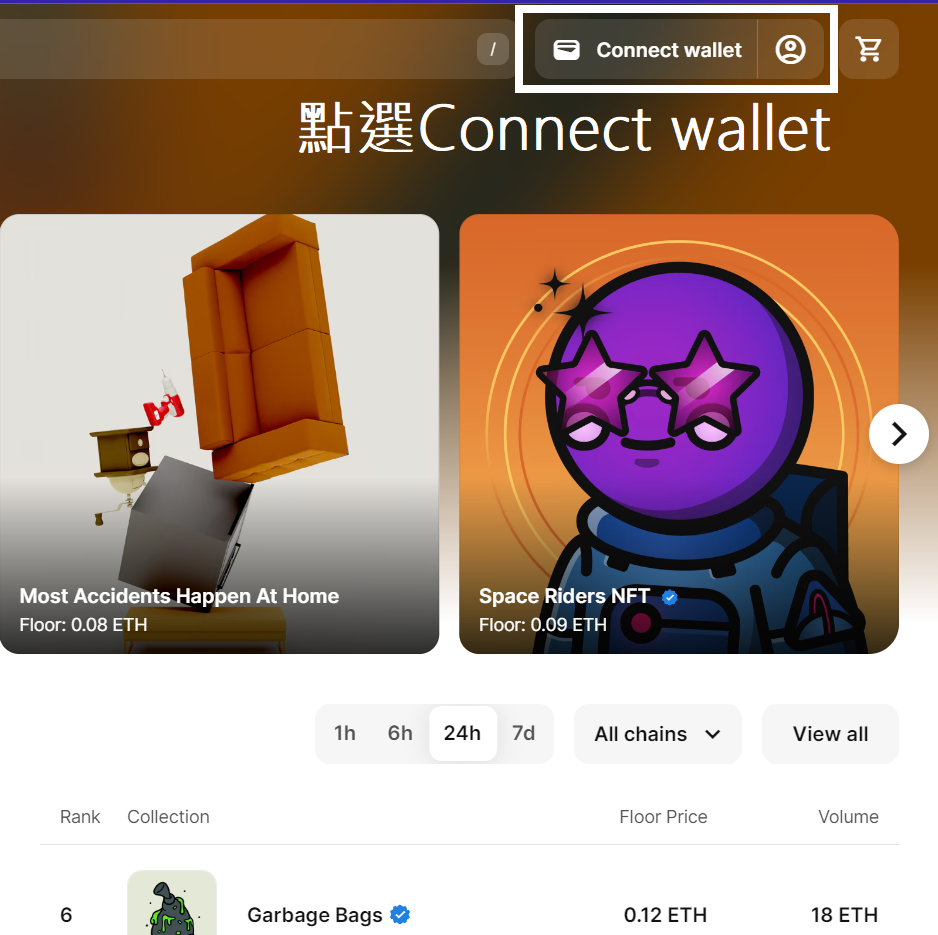 /
Connect wallet
點選Connect wallet
Most Accidents Happen At Home
Floor: 0.08 ETH
Space Riders NFT
Floor: 0.09 ETH
1h 6h 24h 7d All chains View all
Rank Collection Floor Price Volume
6 Garbage Bags 0.12 ETH 18 ETH